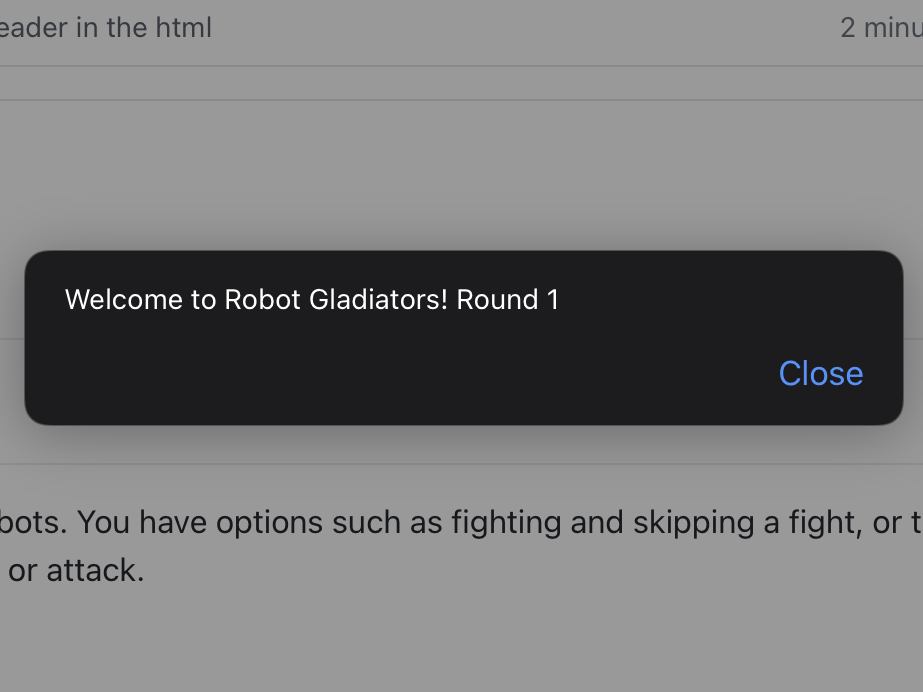 eader in the html
2 minu
Welcome to Robot Gladiators! Round 1
Close
bots. You have options such as fighting and skipping a fight, or t
or attack.